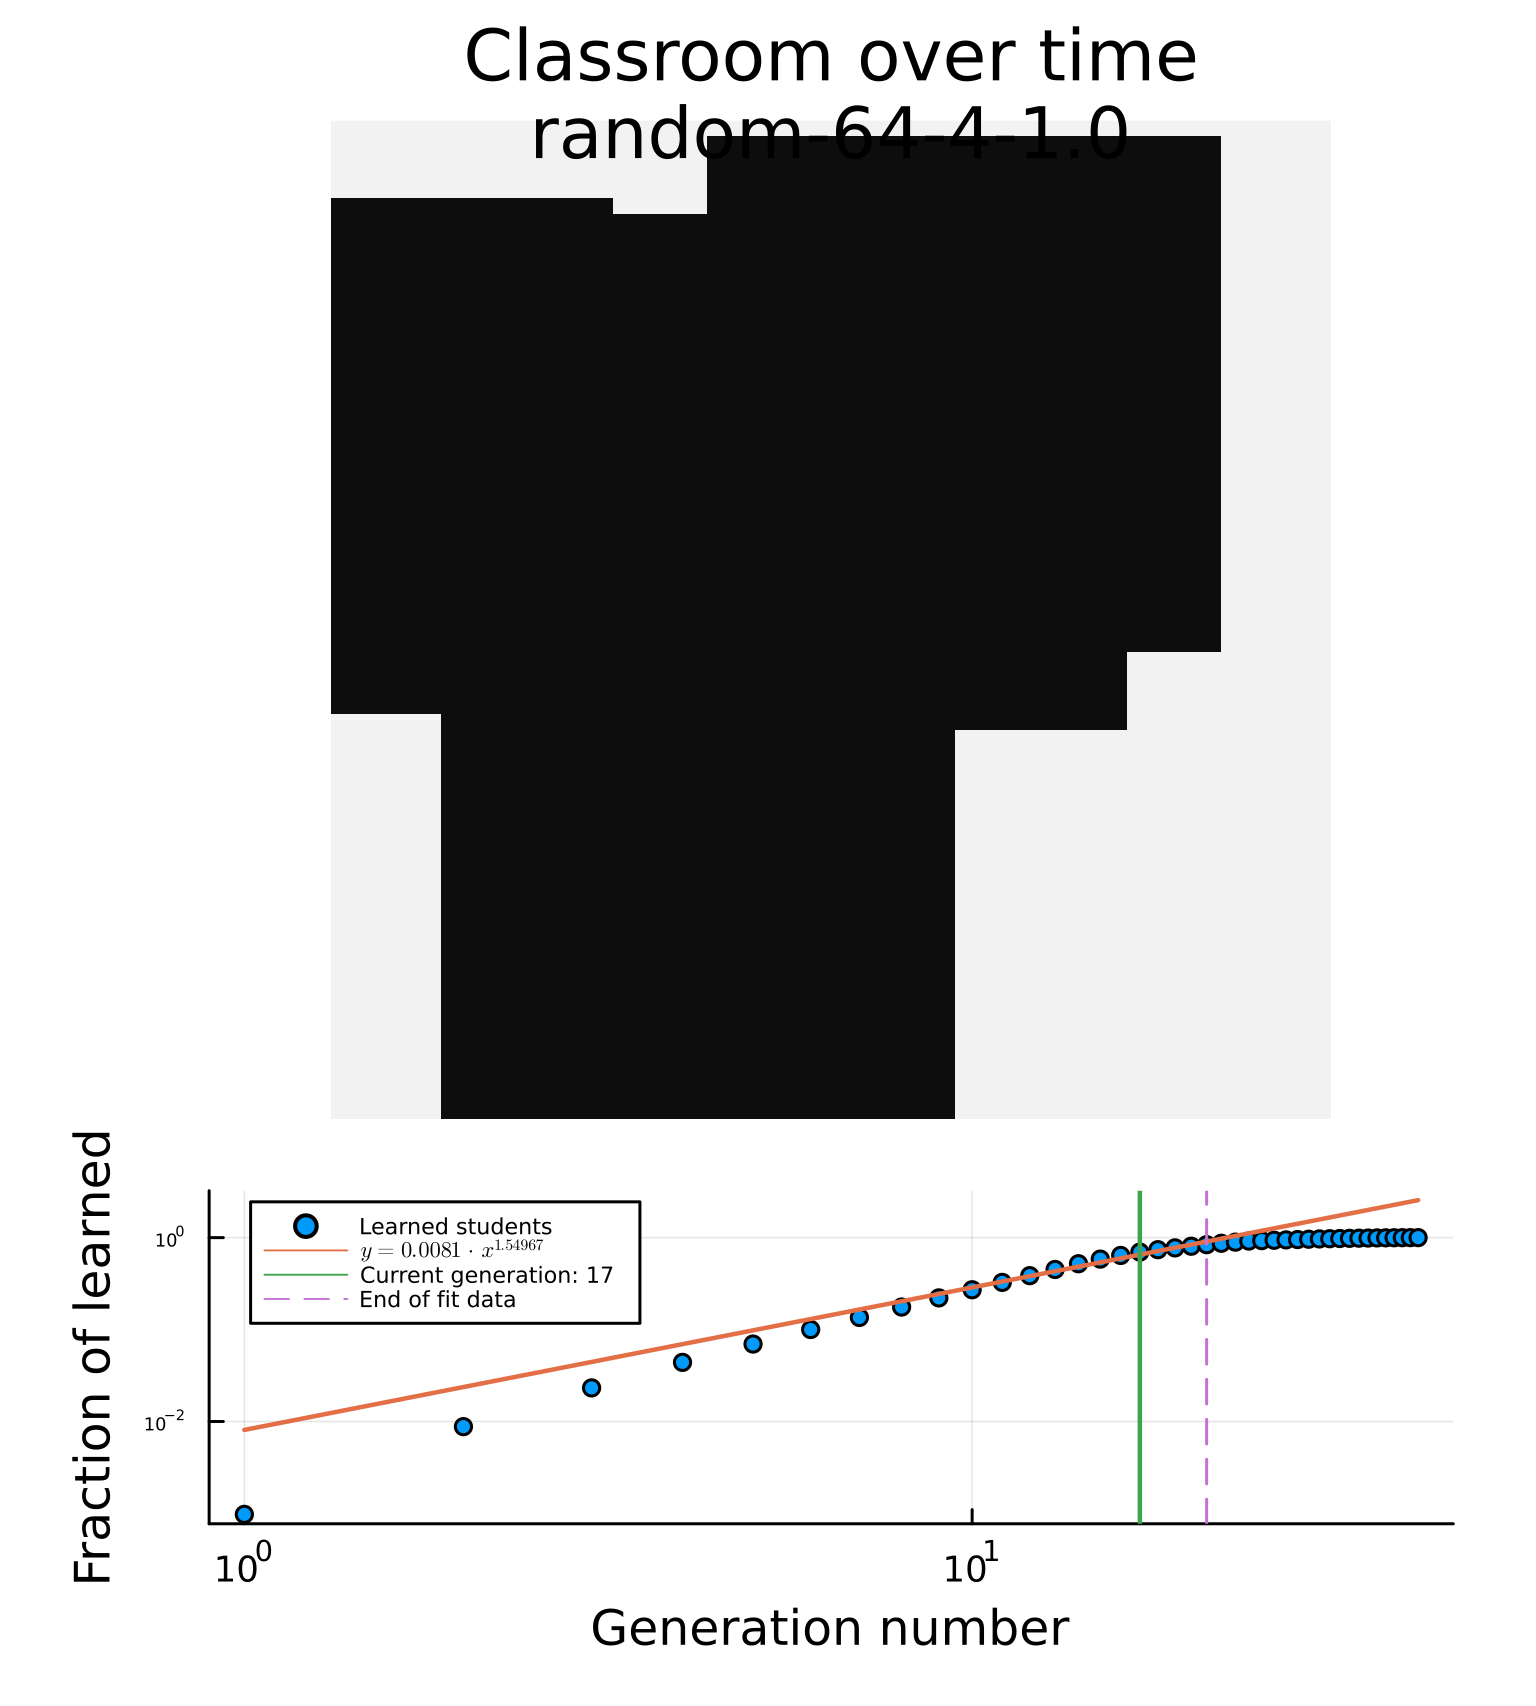 Classroom over time
random-64-4-1.0
Fraction of learned
10⁰
10⁻²
Learned students
y = 0.0081 · x^1.54967
Current generation: 17
End of fit data
10⁰
10¹
Generation number